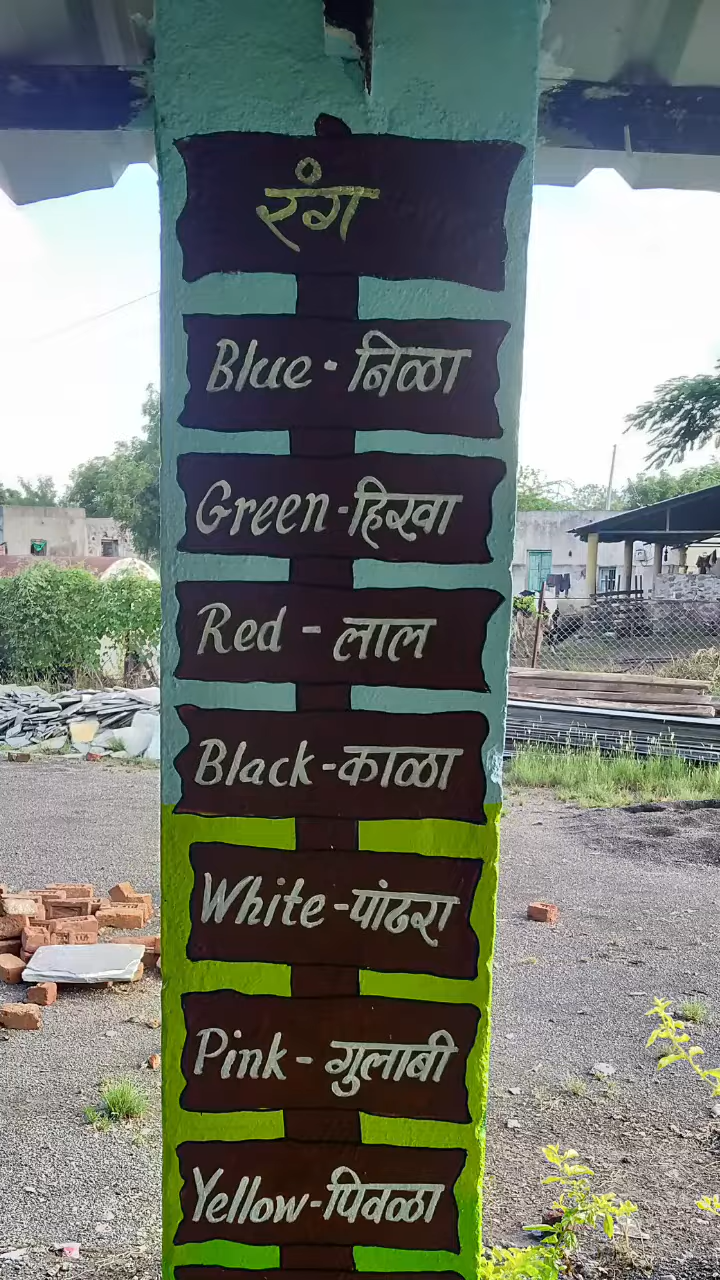 रंग
Blue - निळा
Green - हिरवा
Red - लाल
Black - काळा
White - पांढरा
Pink - गुलाबी
Yellow - पिवळा